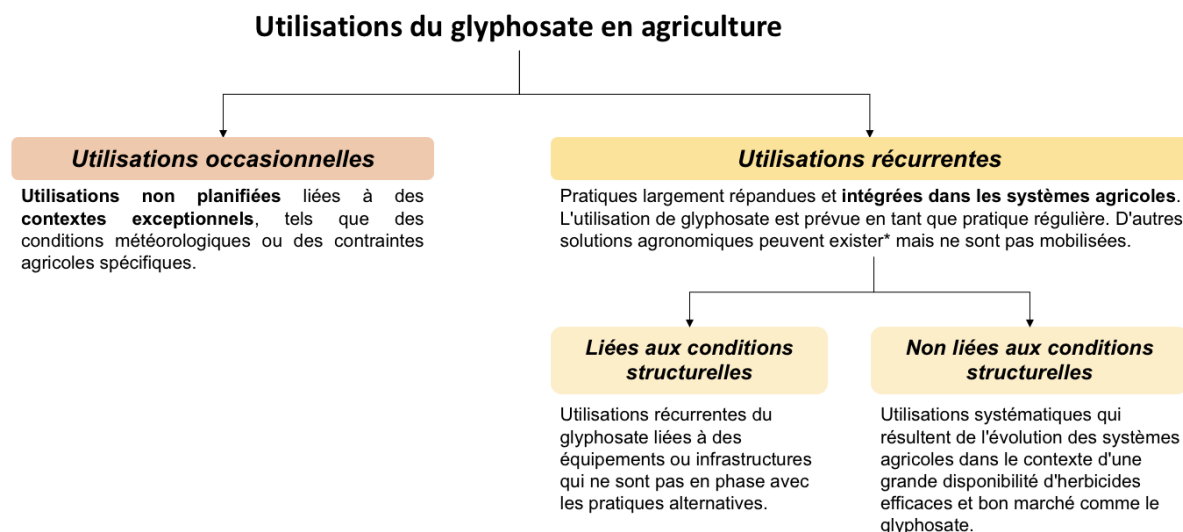 Utilisations du glyphosate en agriculture
Utilisations occasionnelles
Utilisations non planifiées liées à des
contextes exceptionnels, tels que des
conditions météorologiques ou des contraintes
agricoles spécifiques.
Utilisations récurrentes
Pratiques largement répandues et intégrées dans les systèmes agricoles.
L'utilisation de glyphosate est prévue en tant que pratique régulière. D'autres
solutions agronomiques peuvent exister* mais ne sont pas mobilisées.
Liées aux conditions
structurelles
Utilisations récurrentes du
glyphosate liées à des
équipements ou infrastructures
qui ne sont pas en phase avec
les pratiques alternatives.
Non liées aux conditions
structurelles
Utilisations systématiques qui
résultent de l'évolution des systèmes
agricoles dans le contexte d'une
grande disponibilité d'herbicides
efficaces et bon marché comme le
glyphosate.